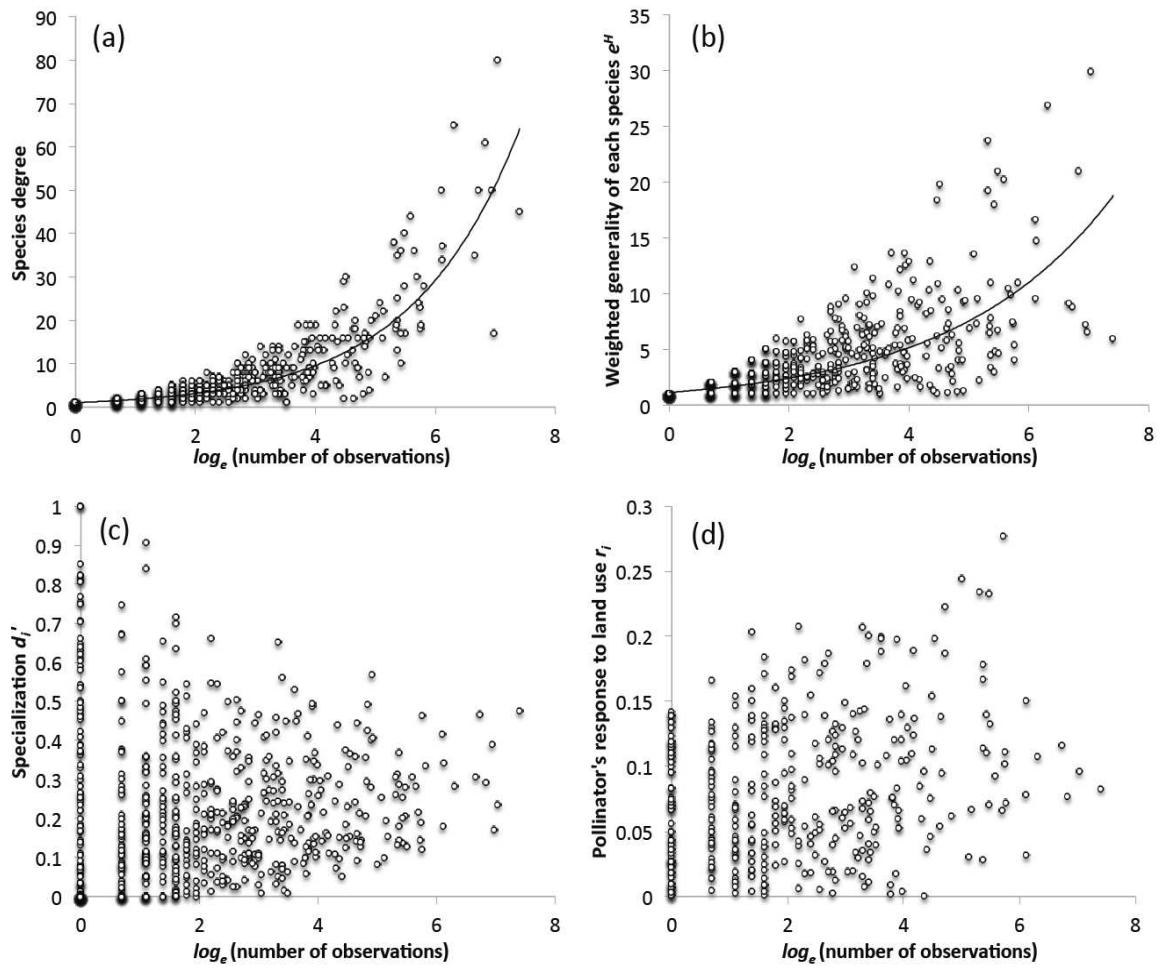 (a)
Species degree
90
80
70
60
50
40
30
20
10
0
0 2 4 6 8
log_e (number of observations)
(b)
Weighted generality of each species e^H
35
30
25
20
15
10
5
0
0 2 4 6 8
log_e (number of observations)
(c)
Specialization d_i'
1
0.9
0.8
0.7
0.6
0.5
0.4
0.3
0.2
0.1
0
0 2 4 6 8
log_e (number of observations)
(d)
Pollinator's response to land use r_i
0.3
0.25
0.2
0.15
0.1
0.05
0
0 2 4 6 8
log_e (number of observations)